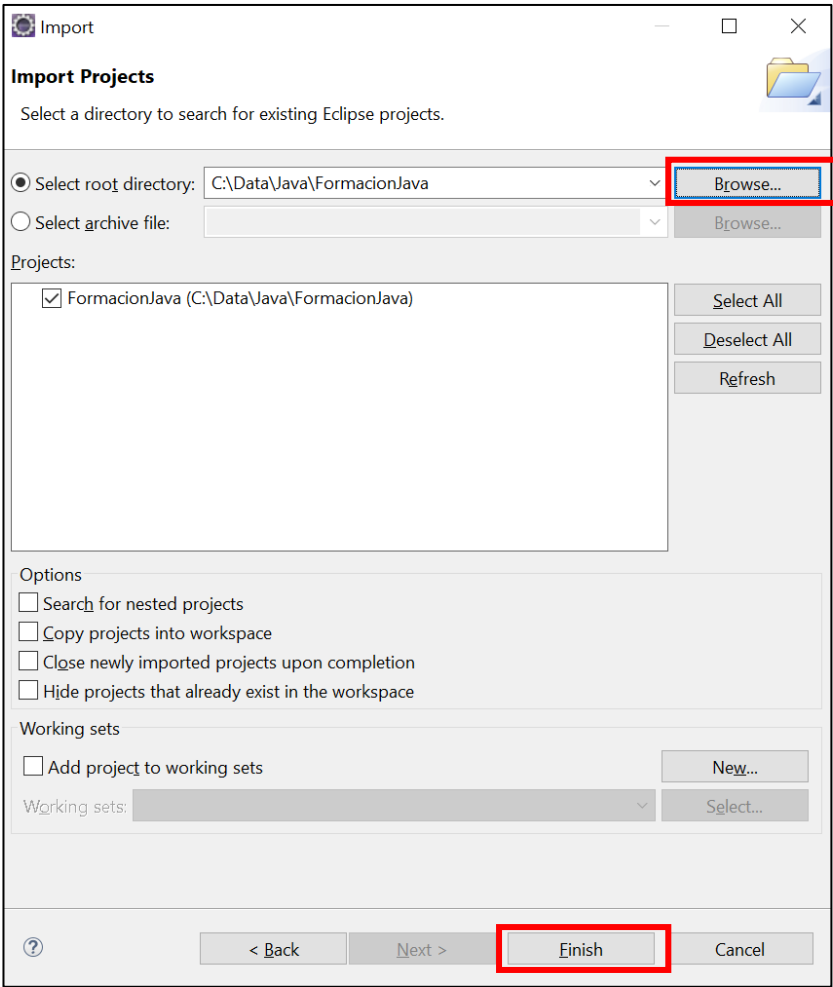 Import
Import Projects
Select a directory to search for existing Eclipse projects.
Select root directory: C:\Data\Java\FormacionJava Browse...
Select archive file: Browse...
Projects:
FormacionJava (C:\Data\Java\FormacionJava)
Select All
Deselect All
Refresh
Options
Search for nested projects
Copy projects into workspace
Close newly imported projects upon completion
Hide projects that already exist in the workspace
Working sets
Add project to working sets New...
Working sets: Select...
? < Back Next > Finish Cancel